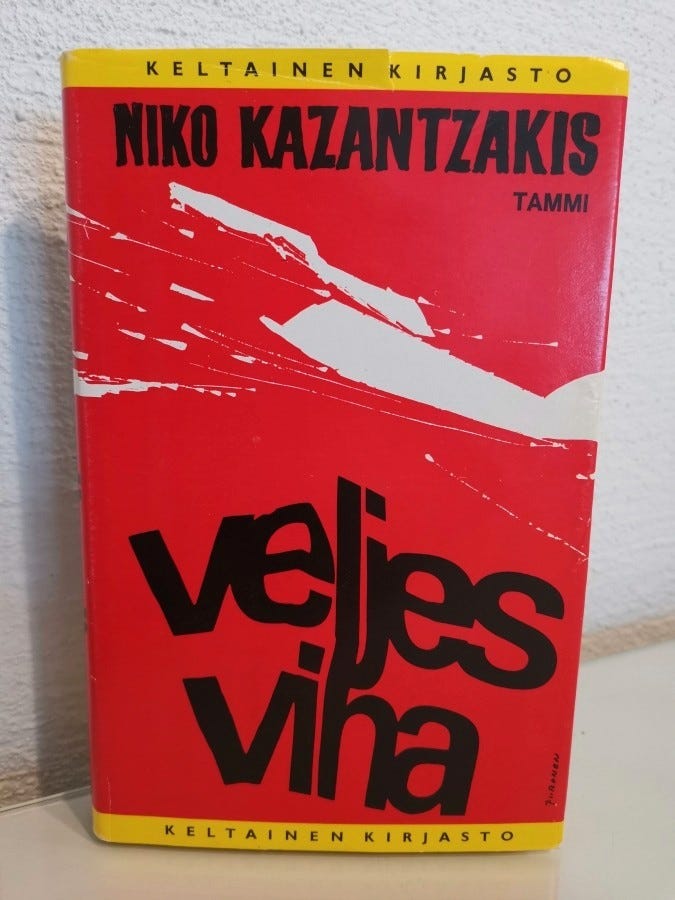 KELTAINEN KIRJASTO
NIKO KAZANTZAKIS
TAMMI
veljes
viha
KELTAINEN KIRJASTO